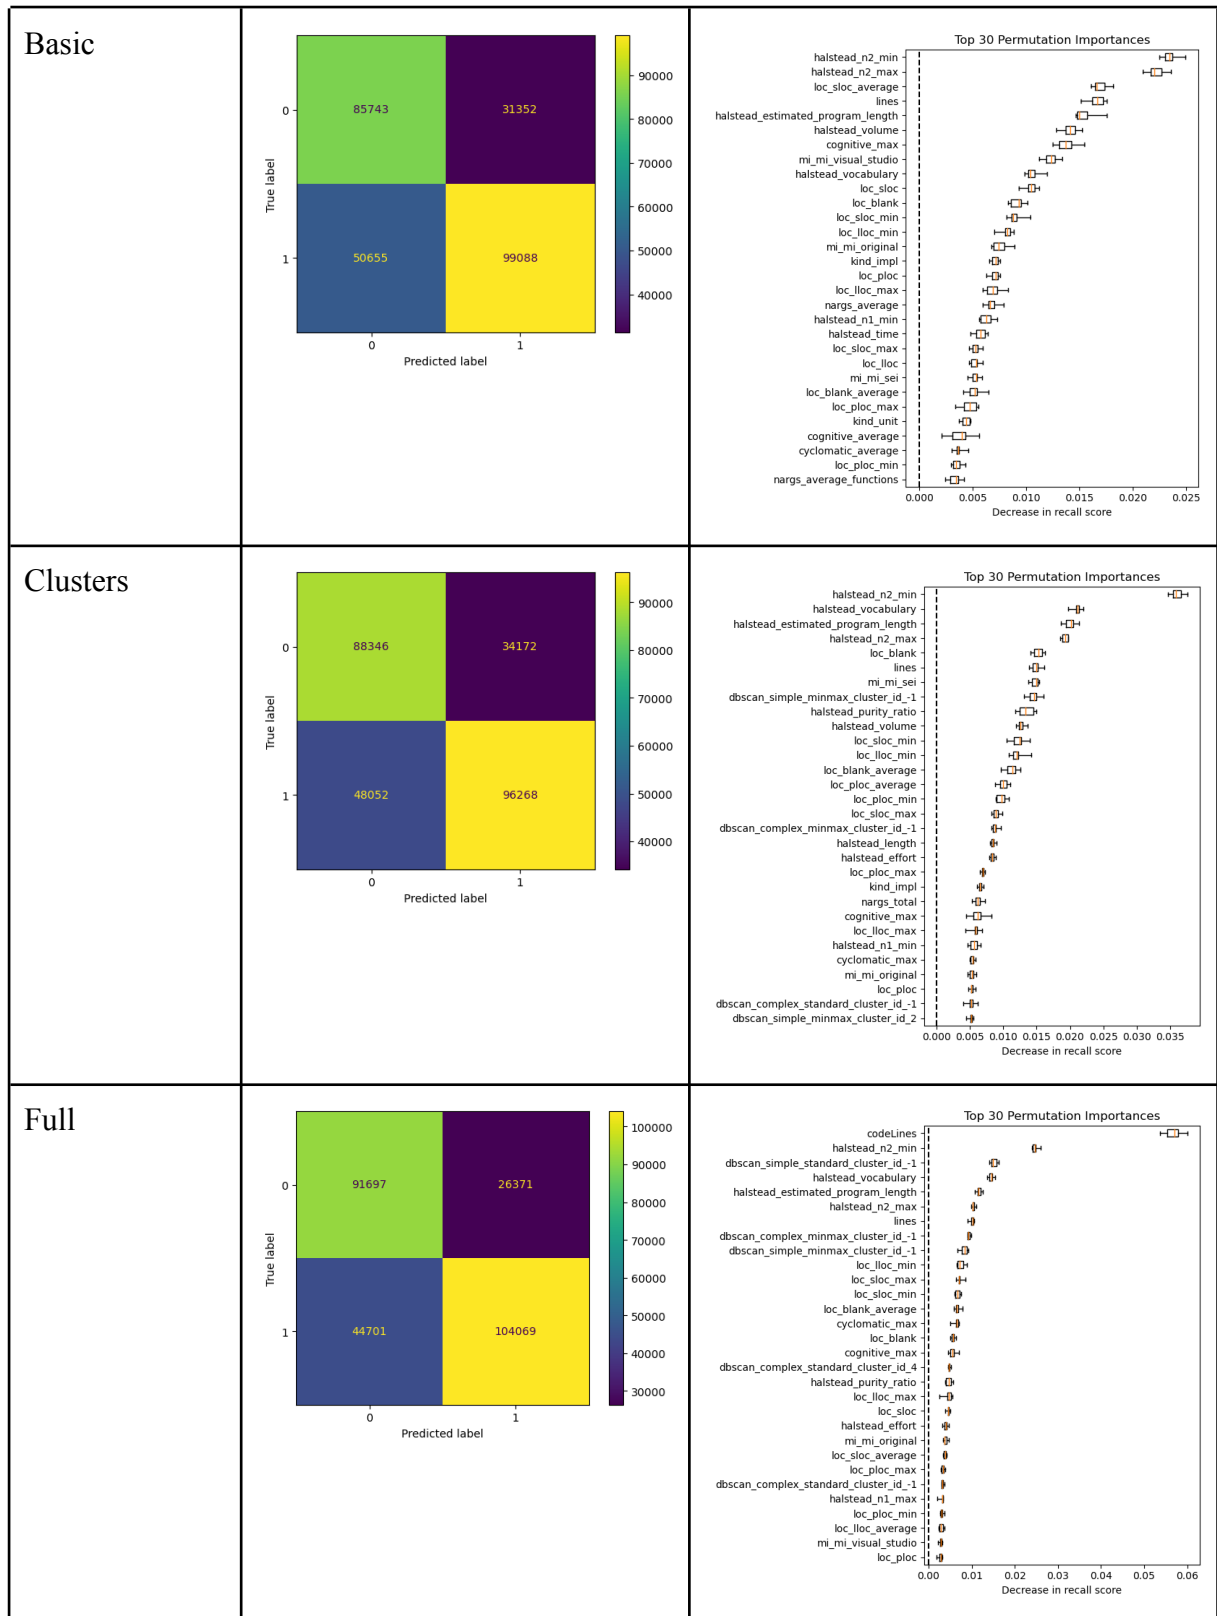 Basic
0
85743
31352
1
50655
99088
0
1
True label
Predicted label
90000
80000
70000
60000
50000
40000
Top 30 Permutation Importances
halstead_n2_min
halstead_n2_max
loc_sloc_average
lines
halstead_estimated_program_length
halstead_volume
cognitive_max
mi_mi_visual_studio
halstead_vocabulary
loc_sloc
loc_blank
loc_sloc_min
loc_lloc_min
mi_mi_original
kind_impl
loc_ploc
loc_lloc_max
nargs_average
halstead_n1_min
halstead_time
loc_sloc_max
loc_lloc
mi_mi_sei
loc_blank_average
loc_ploc_max
kind_unit
cognitive_average
cyclomatic_average
loc_ploc_min
nargs_average_functions
0.000 0.005 0.010 0.015 0.020 0.025
Decrease in recall score
Clusters
0
88346
34172
1
48052
96268
0
1
True label
Predicted label
90000
80000
70000
60000
50000
40000
Top 30 Permutation Importances
halstead_n2_min
halstead_vocabulary
halstead_estimated_program_length
halstead_n2_max
loc_blank
lines
mi_mi_sei
dbscan_simple_minmax_cluster_id_-1
halstead_purity_ratio
halstead_volume
loc_sloc_min
loc_lloc_min
loc_blank_average
loc_ploc_average
loc_ploc_min
loc_sloc_max
dbscan_complex_minmax_cluster_id_-1
halstead_length
halstead_effort
loc_ploc_max
kind_impl
nargs_total
cognitive_max
loc_lloc_max
halstead_n1_min
cyclomatic_max
mi_mi_original
loc_ploc
dbscan_complex_standard_cluster_id_-1
dbscan_simple_minmax_cluster_id_2
0.000 0.005 0.010 0.015 0.020 0.025 0.030 0.035
Decrease in recall score
Full
0
91697
26371
1
44701
104069
0
1
True label
Predicted label
100000
90000
80000
70000
60000
50000
40000
30000
Top 30 Permutation Importances
codeLines
halstead_n2_min
dbscan_simple_standard_cluster_id_-1
halstead_vocabulary
halstead_estimated_program_length
halstead_n2_max
lines
dbscan_complex_minmax_cluster_id_-1
dbscan_simple_minmax_cluster_id_-1
loc_lloc_min
loc_sloc_max
loc_sloc_min
loc_blank_average
cyclomatic_max
loc_blank
cognitive_max
dbscan_complex_standard_cluster_id_4
halstead_purity_ratio
loc_lloc_max
loc_sloc
halstead_effort
mi_mi_original
loc_sloc_average
loc_ploc_max
dbscan_complex_standard_cluster_id_-1
halstead_n1_max
loc_ploc_min
loc_lloc_average
mi_mi_visual_studio
loc_ploc
0.00 0.01 0.02 0.03 0.04 0.05 0.06
Decrease in recall score